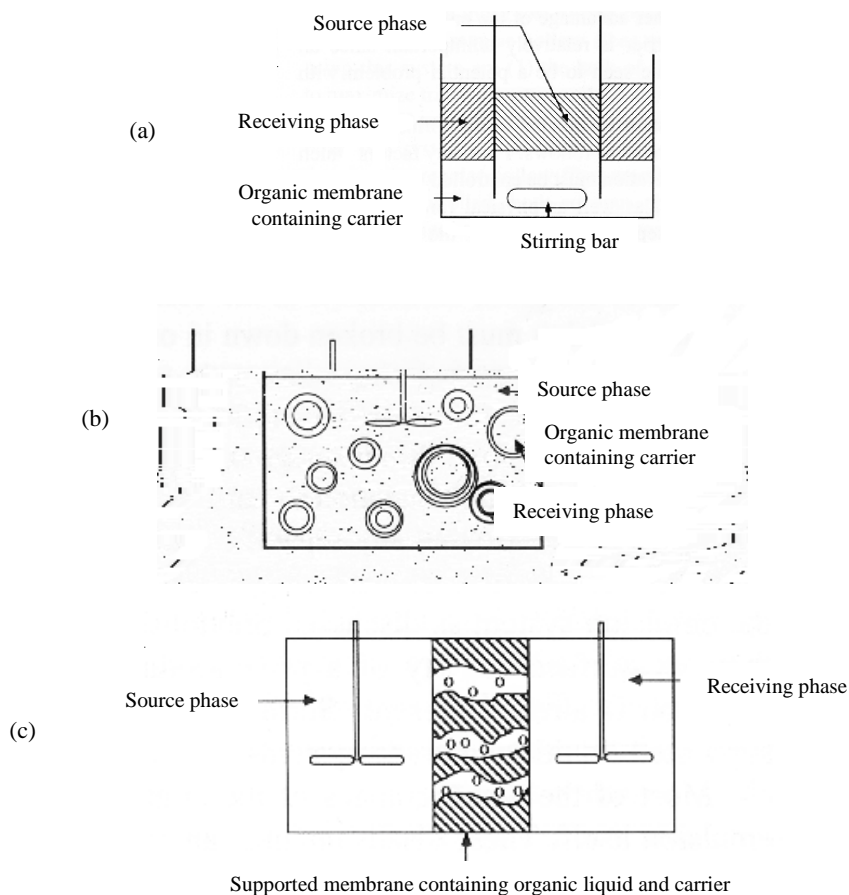 Source phase
(a)
Receiving phase
Organic membrane
containing carrier
Stirring bar
(b)
Source phase
Organic membrane
containing carrier
Receiving phase
(c)
Source phase
Receiving phase
Supported membrane containing organic liquid and carrier